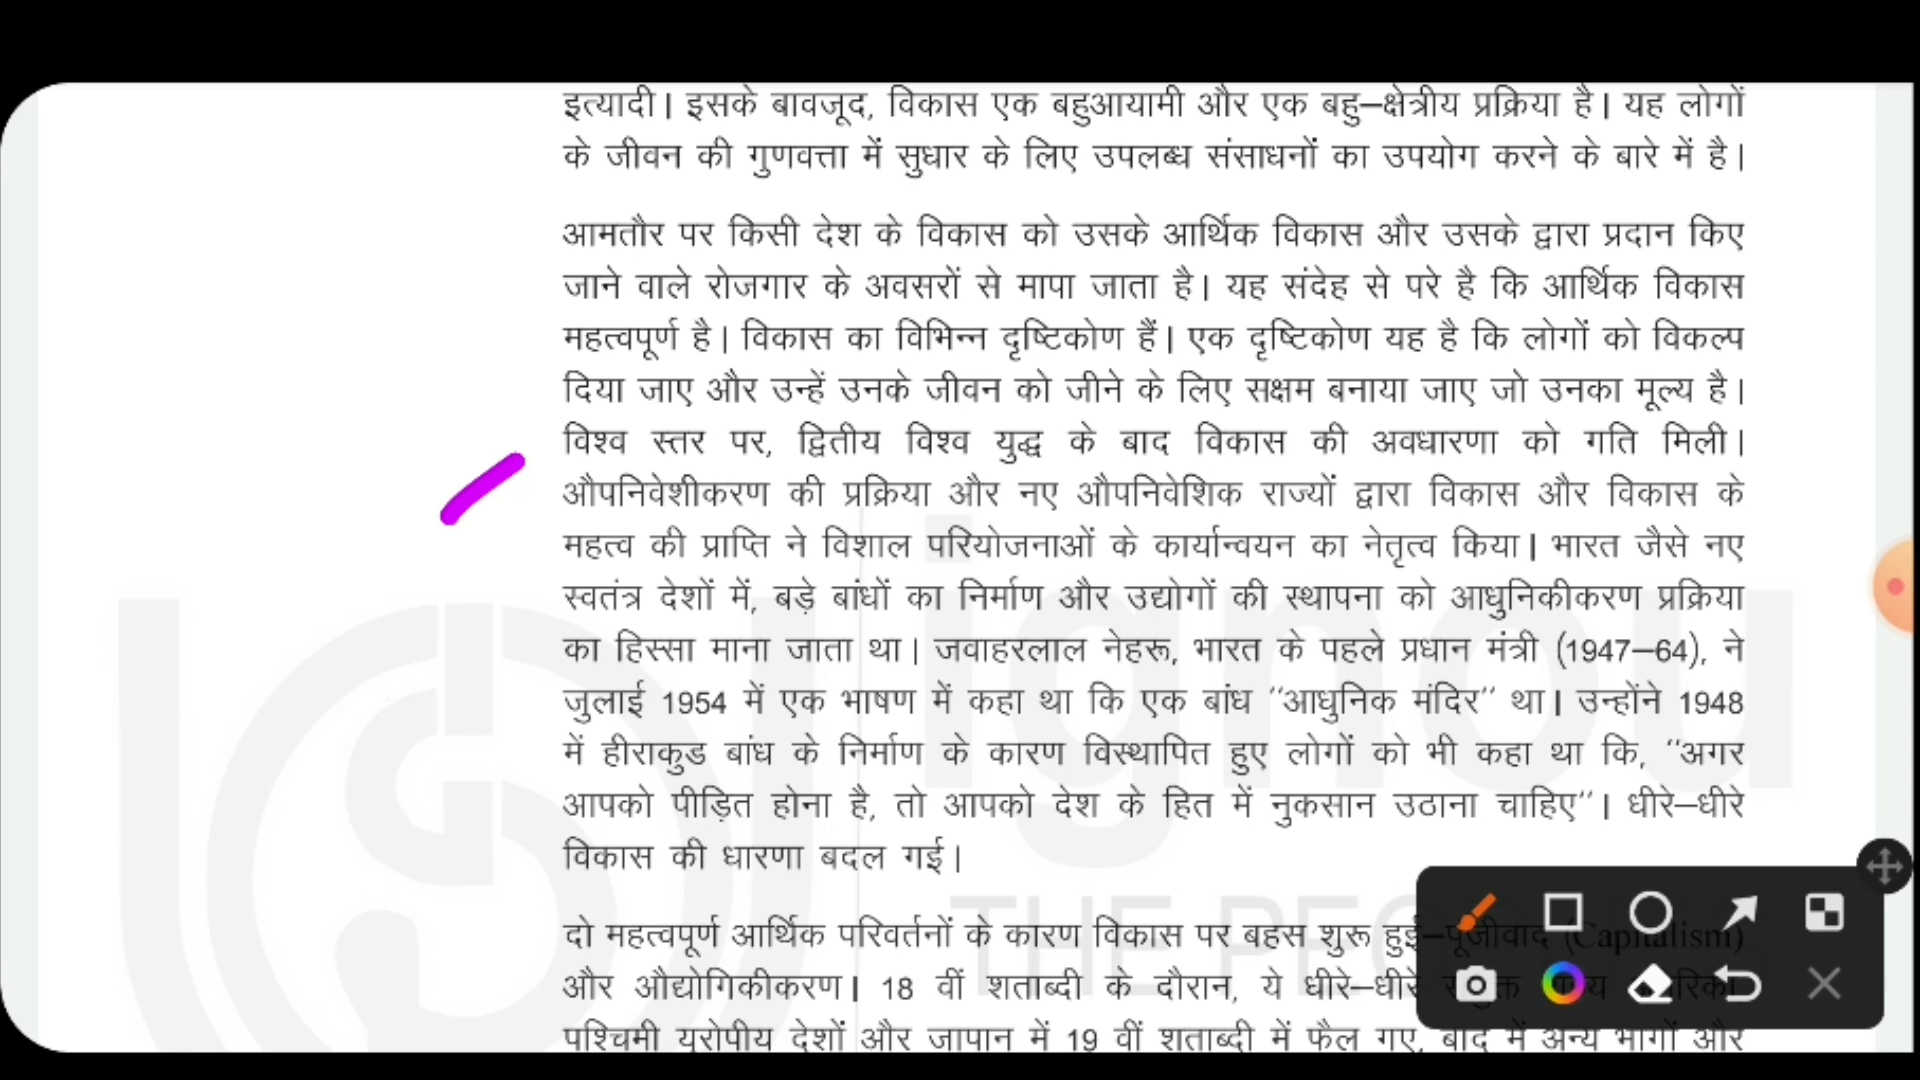 इत्यादी। इसके बावजूद, विकास एक बहुआयामी और एक बहु–क्षेत्रीय प्रक्रिया है। यह लोगों
के जीवन की गुणवत्ता में सुधार के लिए उपलब्ध संसाधनों का उपयोग करने के बारे में है।
आमतौर पर किसी देश के विकास को उसके आर्थिक विकास और उसके द्वारा प्रदान किए
जाने वाले रोजगार के अवसरों से मापा जाता है। यह संदेह से परे है कि आर्थिक विकास
महत्वपूर्ण है। विकास का विभिन्न दृष्टिकोण हैं। एक दृष्टिकोण यह है कि लोगों को विकल्प
दिया जाए और उन्हें उनके जीवन को जीने के लिए सक्षम बनाया जाए जो उनका मूल्य है।
विश्व स्तर पर, द्वितीय विश्व युद्ध के बाद विकास की अवधारणा को गति मिली।
औपनिवेशीकरण की प्रक्रिया और नए औपनिवेशिक राज्यों द्वारा विकास और विकास के
महत्व की प्राप्ति ने विशाल परियोजनाओं के कार्यान्वयन का नेतृत्व किया। भारत जैसे नए
स्वतंत्र देशों में, बड़े बांधों का निर्माण और उद्योगों की स्थापना को आधुनिकीकरण प्रक्रिया
का हिस्सा माना जाता था। जवाहरलाल नेहरू, भारत के पहले प्रधान मंत्री (1947–64), ने
जुलाई 1954 में एक भाषण में कहा था कि एक बांध ''आधुनिक मंदिर'' था। उन्होंने 1948
में हीराकुड बांध के निर्माण के कारण विस्थापित हुए लोगों को भी कहा था कि, ''अगर
आपको पीड़ित होना है, तो आपको देश के हित में नुकसान उठाना चाहिए''। धीरे–धीरे
विकास की धारणा बदल गई।
दो महत्वपूर्ण आर्थिक परिवर्तनों के कारण विकास पर बहस शुरू हुई–पूंजीवाद (Capitalism)
और औद्योगिकीकरण। 18 वीं शताब्दी के दौरान, ये धीरे–धीरे
पश्चिमी यूरोपीय देशों और जापान में 19 वीं शताब्दी में फैल गए, बाद में अन्य भागों और
ignou
THE PEO